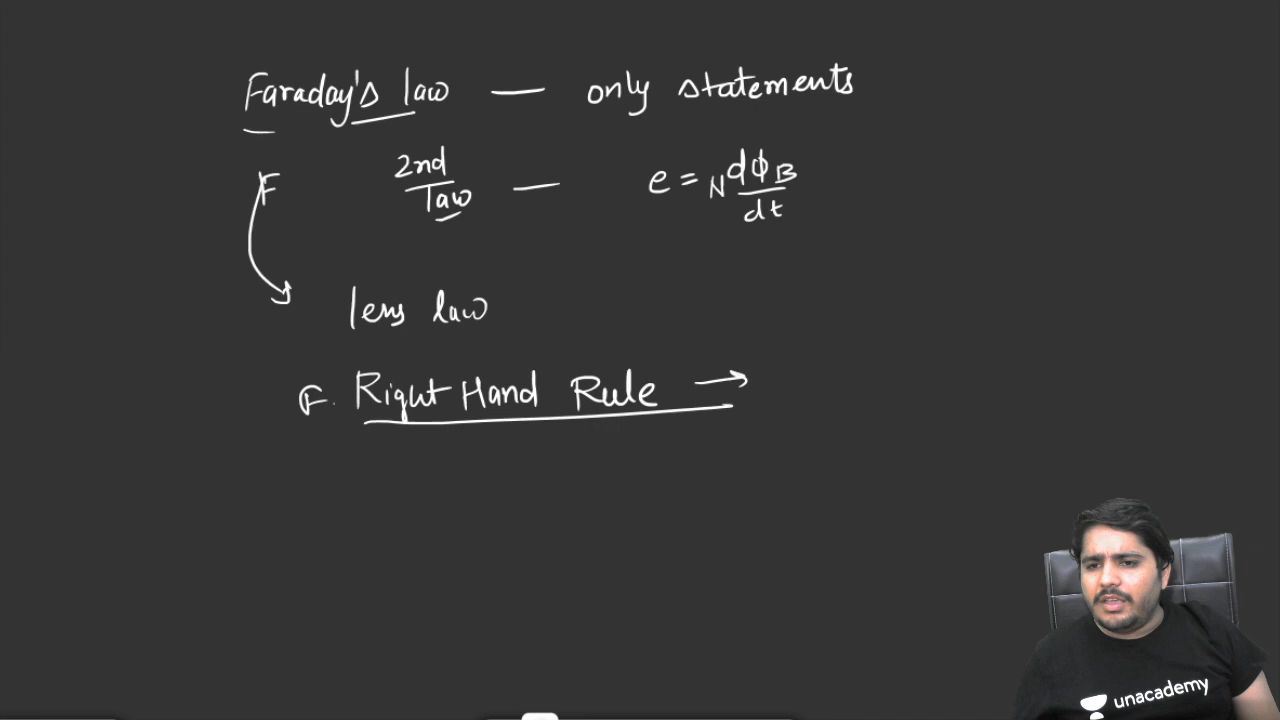 Faraday's law — only statements
F 2nd law — e = N dφB/dt
lens law
F. Right Hand Rule →
unacademy